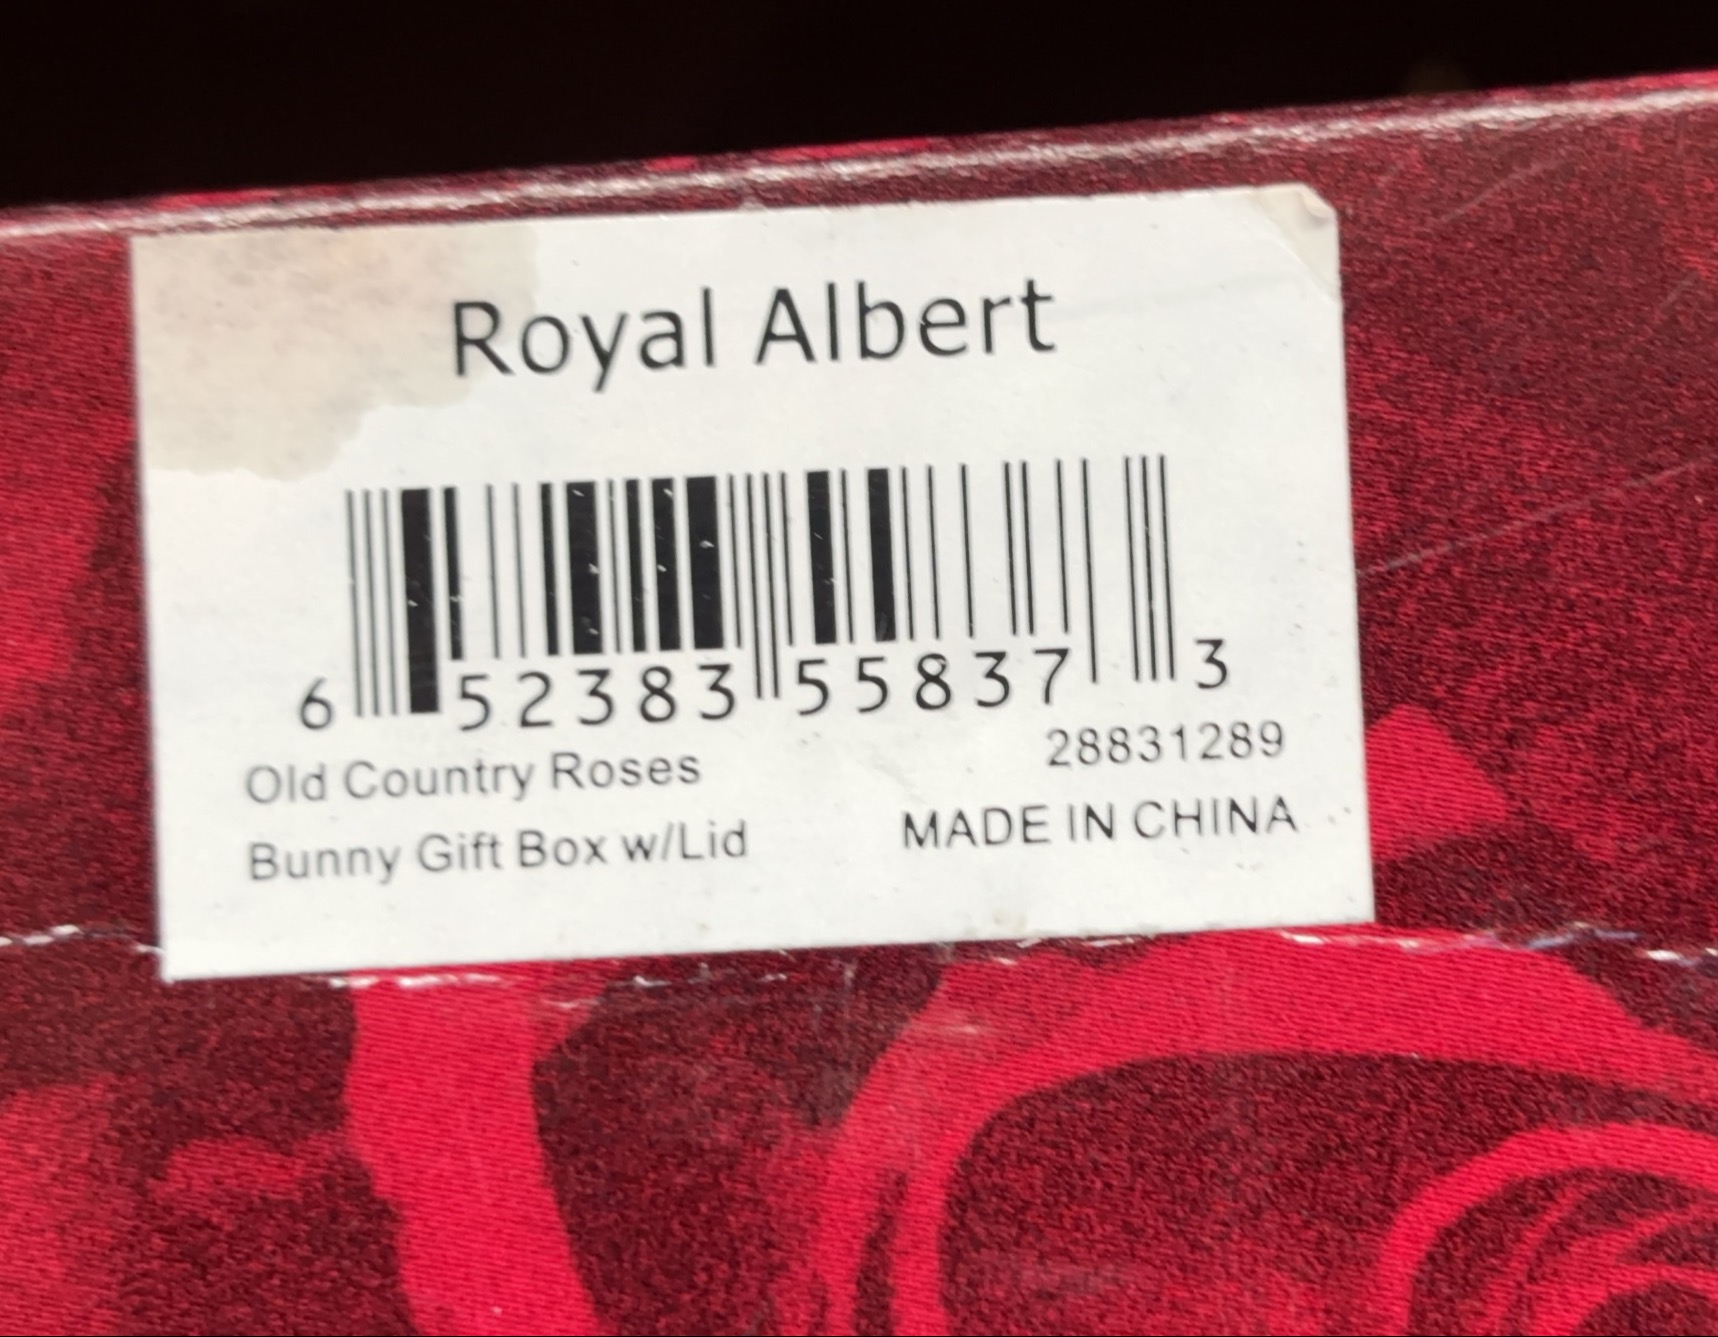 Royal Albert
6 52383 55837 3
28831289
Old Country Roses
Bunny Gift Box w/Lid
MADE IN CHINA